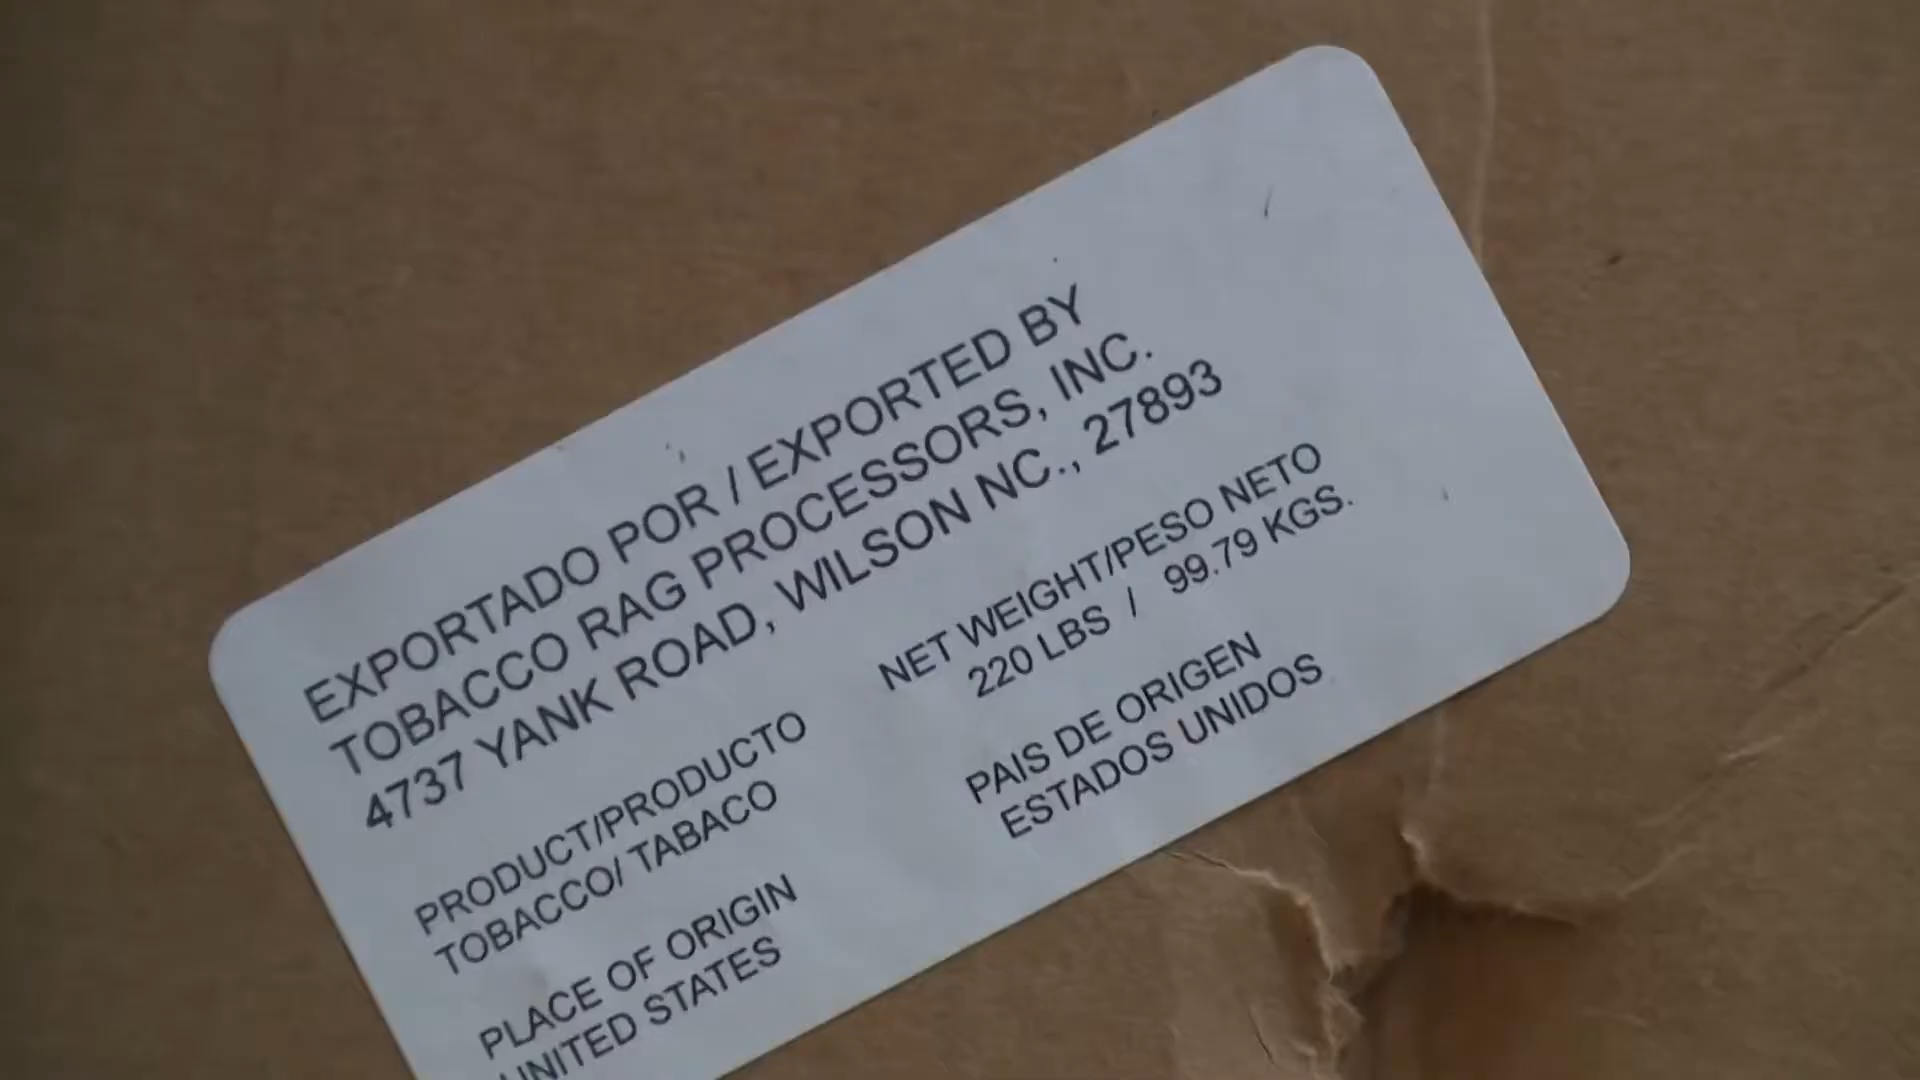 EXPORTADO POR / EXPORTED BY
TOBACCO RAG PROCESSORS, INC.
4737 YANK ROAD, WILSON NC., 27893
PRODUCT/PRODUCTO
TOBACCO/ TABACO
NET WEIGHT/PESO NETO
220 LBS / 99.79 KGS.
PLACE OF ORIGIN
UNITED STATES
PAIS DE ORIGEN
ESTADOS UNIDOS